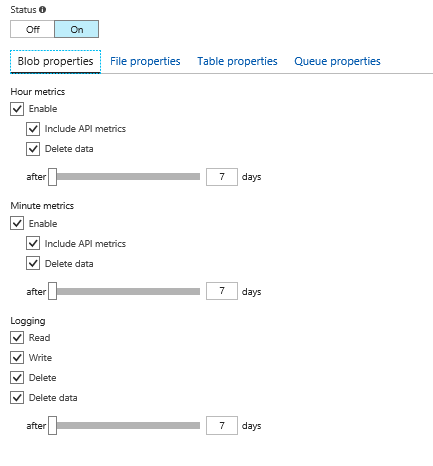 Status
Off On
Blob properties File properties Table properties Queue properties
Hour metrics
Enable
Include API metrics
Delete data
after 7 days
Minute metrics
Enable
Include API metrics
Delete data
after 7 days
Logging
Read
Write
Delete
Delete data
after 7 days